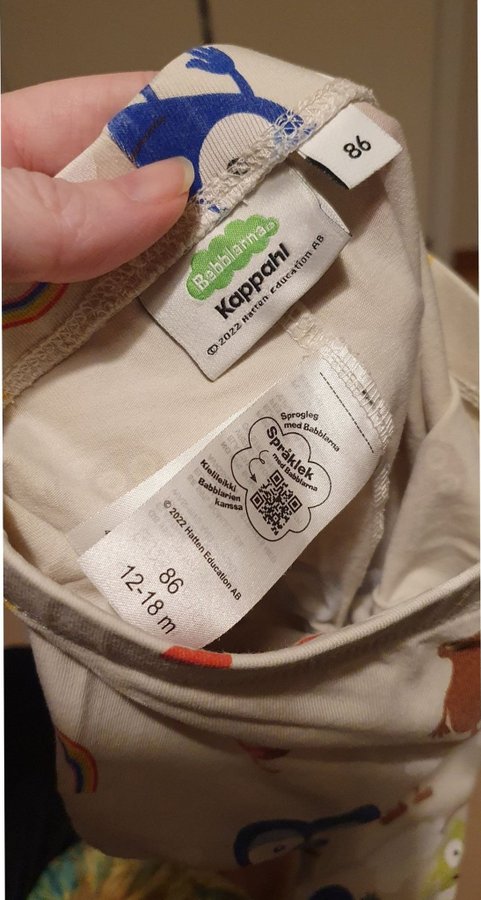 86
Babblarna
Kappahl
©2022 Hatten Education AB
Sprogleg
med Babblarna
Språklek
med Babblarna
Kielileikki
Babblarien
kanssa
©2022 Hatten Education AB
86
12-18 m